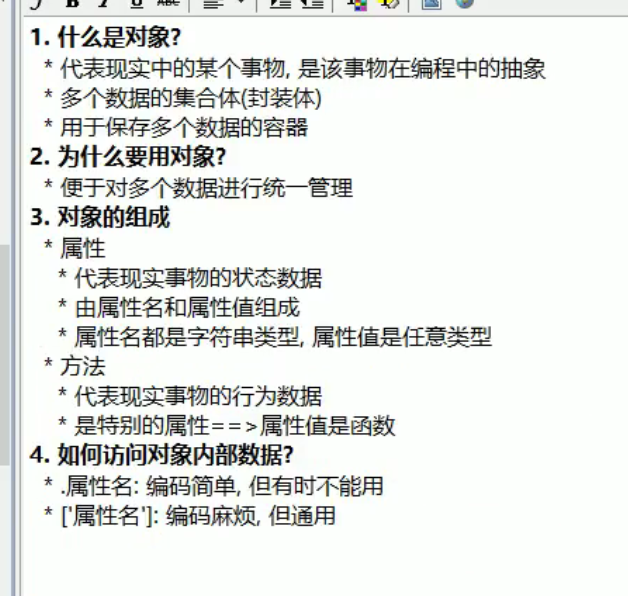 1. 什么是对象?
* 代表现实中的某个事物, 是该事物在编程中的抽象
* 多个数据的集合体(封装体)
* 用于保存多个数据的容器
2. 为什么要用对象?
* 便于对多个数据进行统一管理
3. 对象的组成
* 属性
* 代表现实事物的状态数据
* 由属性名和属性值组成
* 属性名都是字符串类型, 属性值是任意类型
* 方法
* 代表现实事物的行为数据
* 是特别的属性==>属性值是函数
4. 如何访问对象内部数据?
* .属性名: 编码简单, 但有时不能用
* ['属性名']: 编码麻烦, 但通用